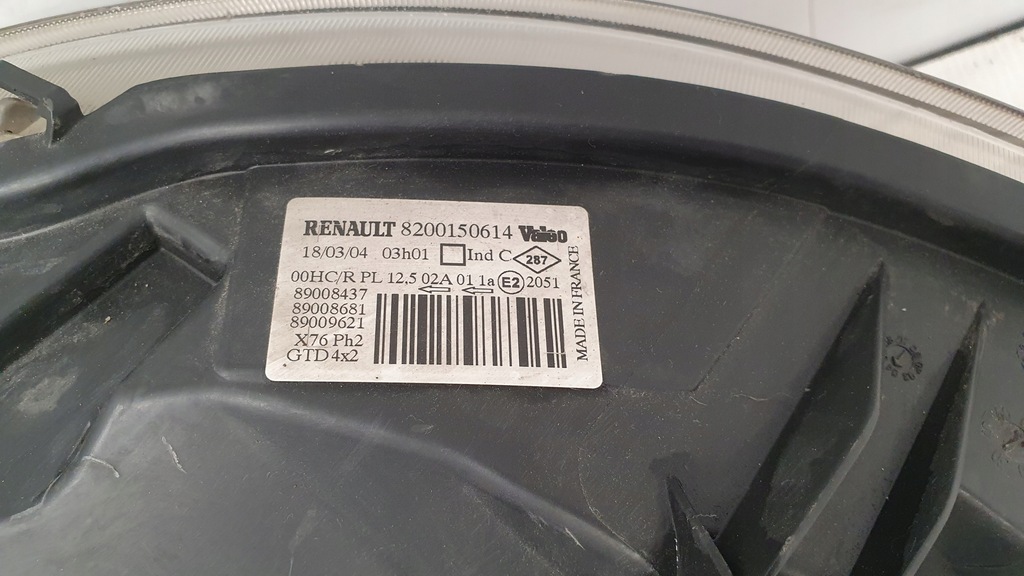 RENAULT 8200150614 Valeo
18/03/04 03h01 Ind C 287
00HC/R PL 12,5 02A 01 1a E2 2051
89008437
89008681
89009621
X76 Ph2
GTD 4x2
MADE IN FRANCE